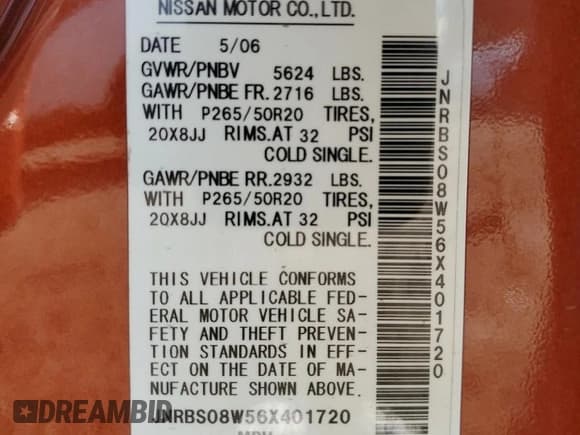 NISSAN MOTOR CO.,LTD.
DATE 5/06
GVWR/PNBV 5624 LBS.
GAWR/PNBE FR. 2716 LBS.
WITH P265/50R20 TIRES,
20X8JJ RIMS.AT 32 PSI
COLD SINGLE.
GAWR/PNBE RR. 2932 LBS.
WITH P265/50R20 TIRES,
20X8JJ RIMS.AT 32 PSI
COLD SINGLE.
THIS VEHICLE CONFORMS
TO ALL APPLICABLE FED-
ERAL MOTOR VEHICLE SA-
FETY AND THEFT PREVEN-
TION STANDARDS IN EFF-
ECT ON THE DATE OF MA-
NUFACTURE SHOWN ABOVE.
JNRBS08W56X401720
MPV
JNRBS08W56X401720
DREAMBID